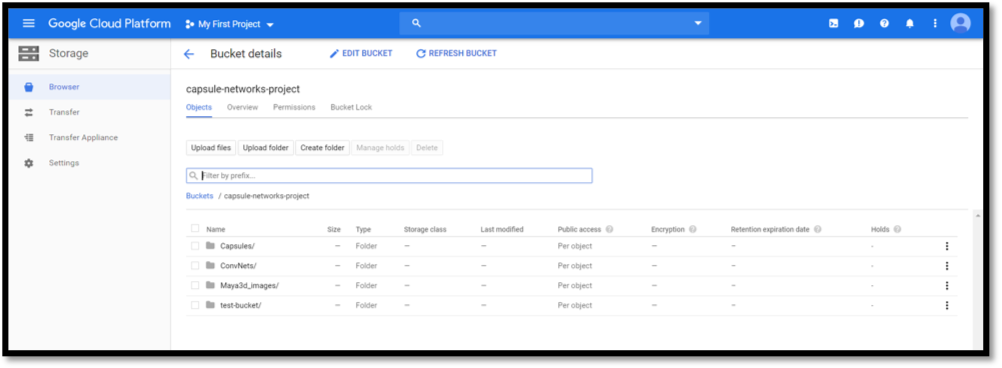 Google Cloud Platform My First Project
Storage Bucket details EDIT BUCKET REFRESH BUCKET
Browser
Transfer
Transfer Appliance
Settings
capsule-networks-project
Objects Overview Permissions Bucket Lock
Upload files Upload folder Create folder Manage holds Delete
Filter by prefix...
Buckets / capsule-networks-project
Name Size Type Storage class Last modified Public access Encryption Retention expiration date Holds
Capsules/ – Folder – – Per object – – -
ConvNets/ – Folder – – Per object – – -
Maya3d_images/ – Folder – – Per object – – -
test-bucket/ – Folder – – Per object – – -